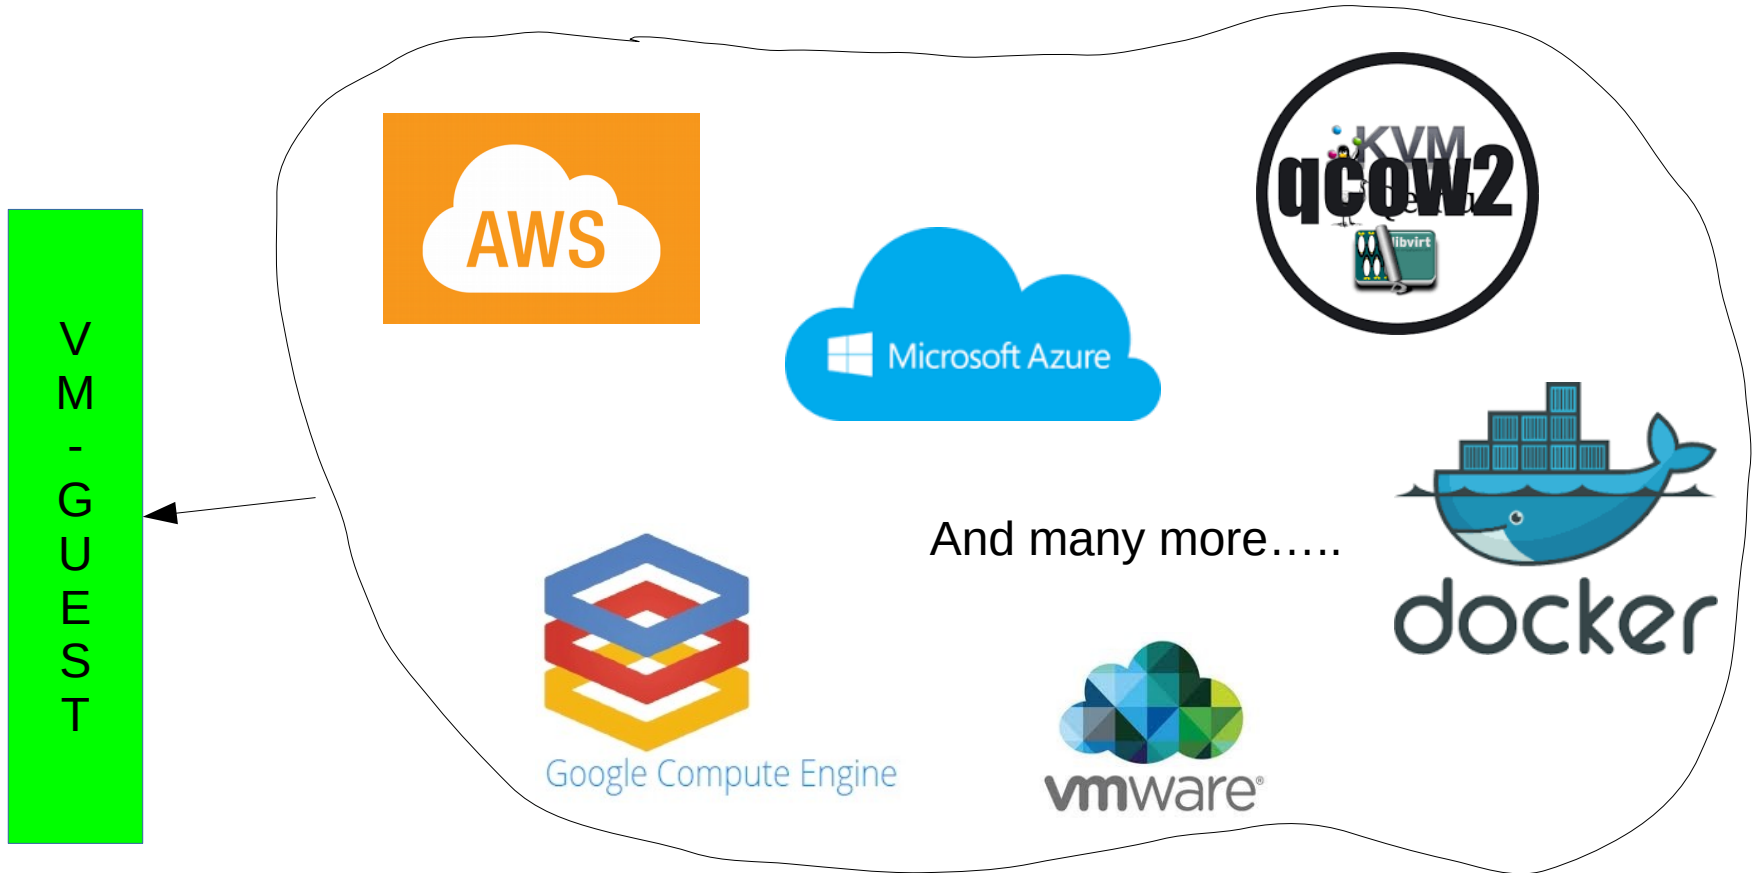 VM-GUEST
AWS
Microsoft Azure
KVM
qcow2
libvirt
And many more.....
docker
Google Compute Engine
vmware®